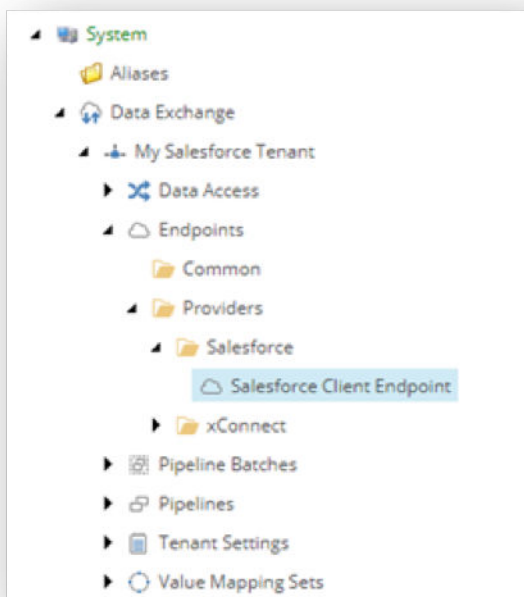 System
Aliases
Data Exchange
My Salesforce Tenant
Data Access
Endpoints
Common
Providers
Salesforce
Salesforce Client Endpoint
xConnect
Pipeline Batches
Pipelines
Tenant Settings
Value Mapping Sets